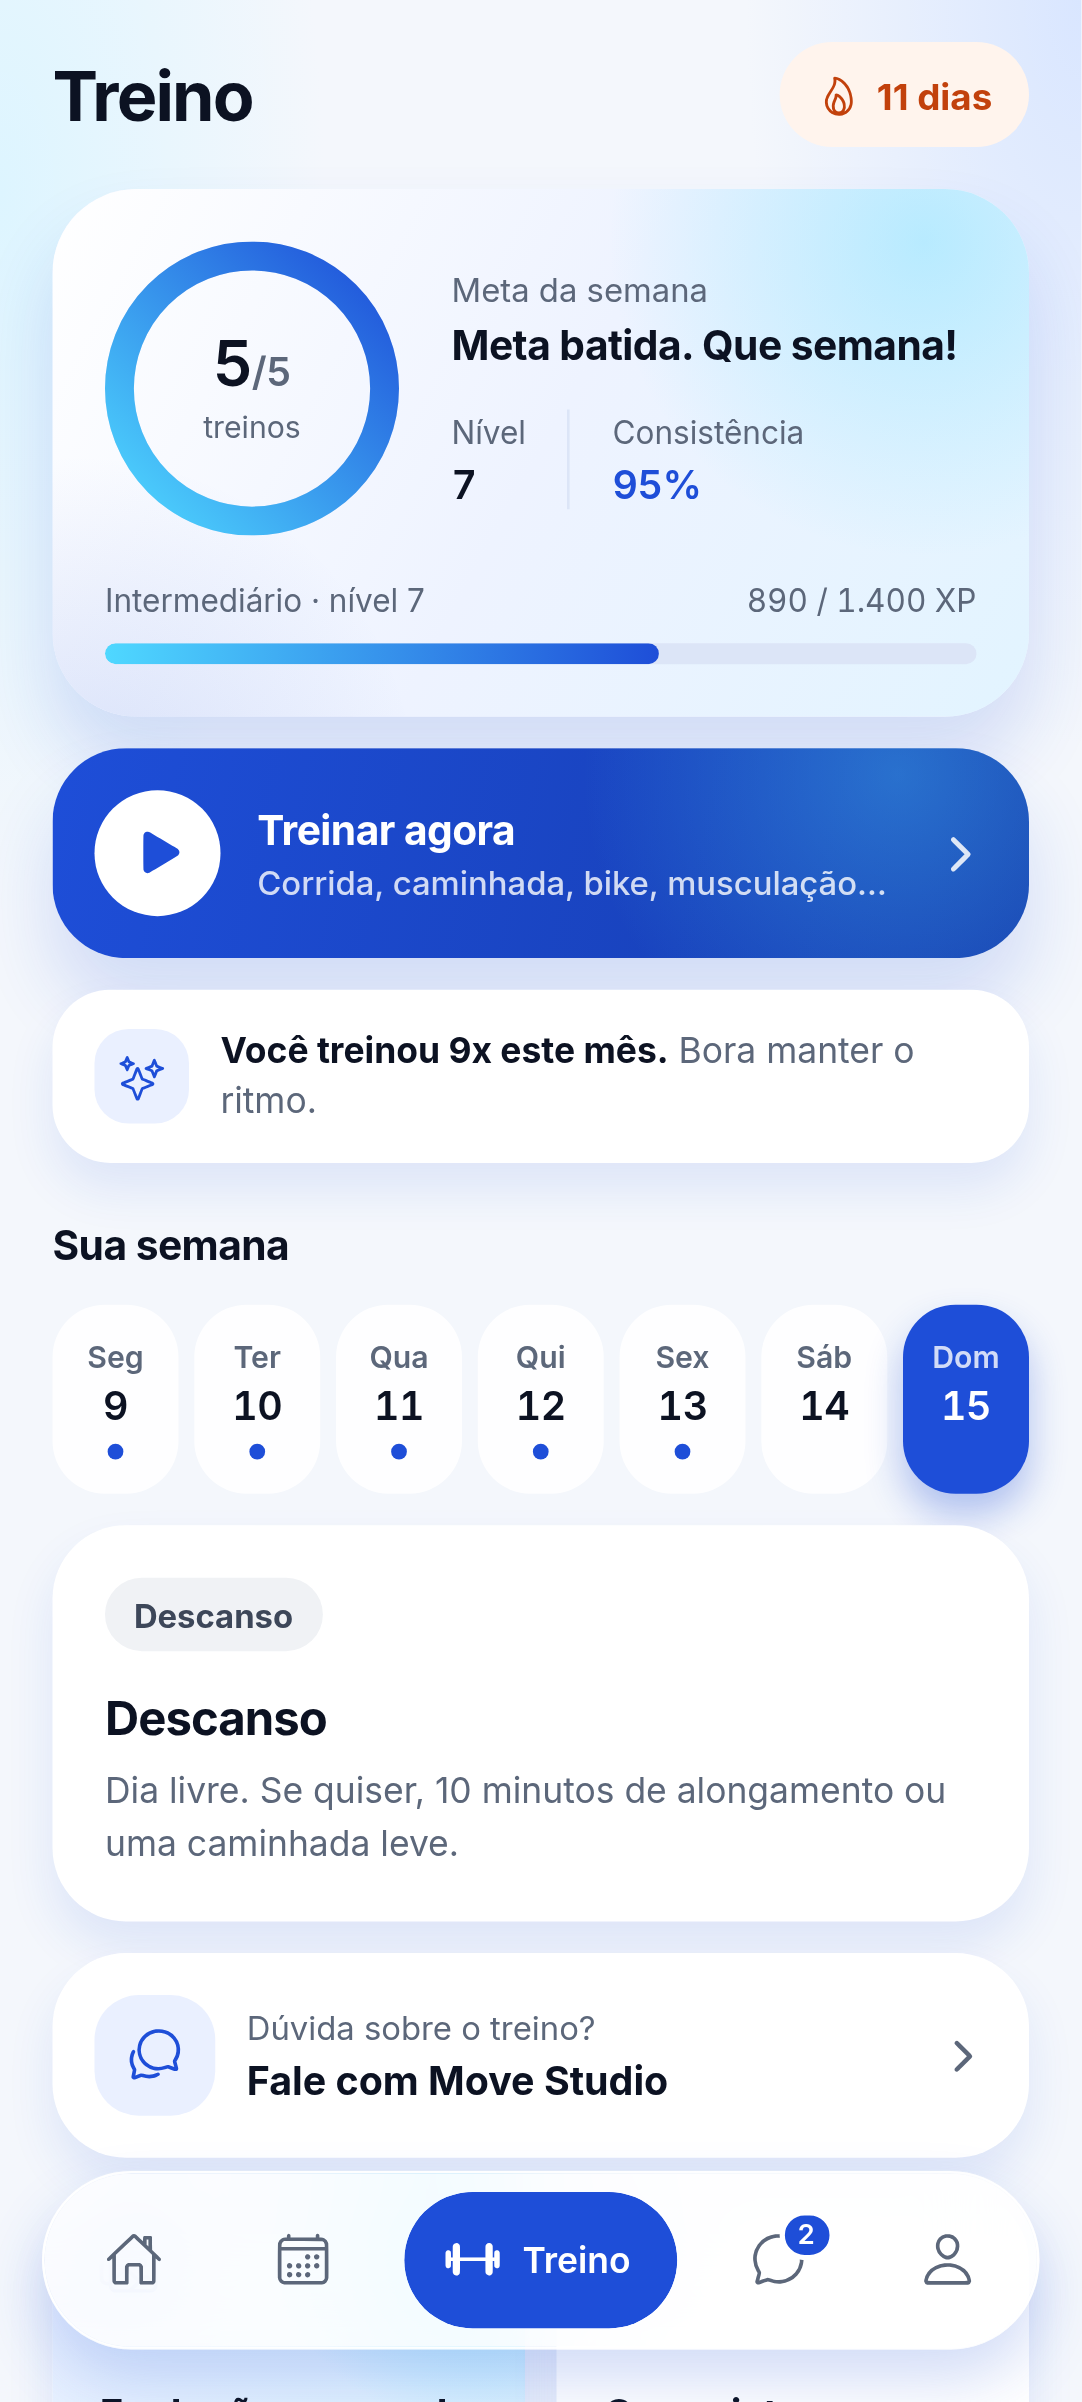 Treino
11 dias
5/5
treinos
Meta da semana
Meta batida. Que semana!
Nível
7
Consistência
95%
Intermediário · nível 7
890 / 1.400 XP
Treinar agora
Corrida, caminhada, bike, musculação...
Você treinou 9x este mês. Bora manter o
ritmo.
Sua semana
Seg
9
Ter
10
Qua
11
Qui
12
Sex
13
Sáb
14
Dom
15
Descanso
Descanso
Dia livre. Se quiser, 10 minutos de alongamento ou
uma caminhada leve.
Dúvida sobre o treino?
Fale com Move Studio
Treino
2